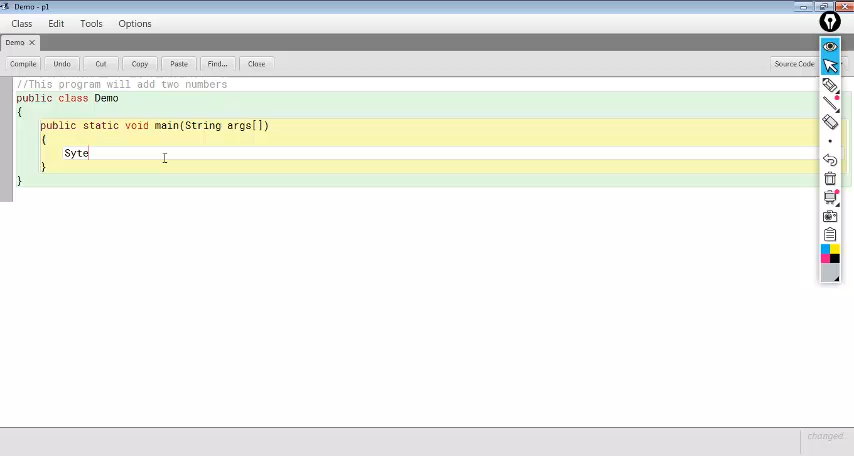 Demo - p1
Class Edit Tools Options
Demo
Compile Undo Cut Copy Paste Find... Close Source Code
//This program will add two numbers
public class Demo
{
public static void main(String args[])
{
Syte
}
}
changed